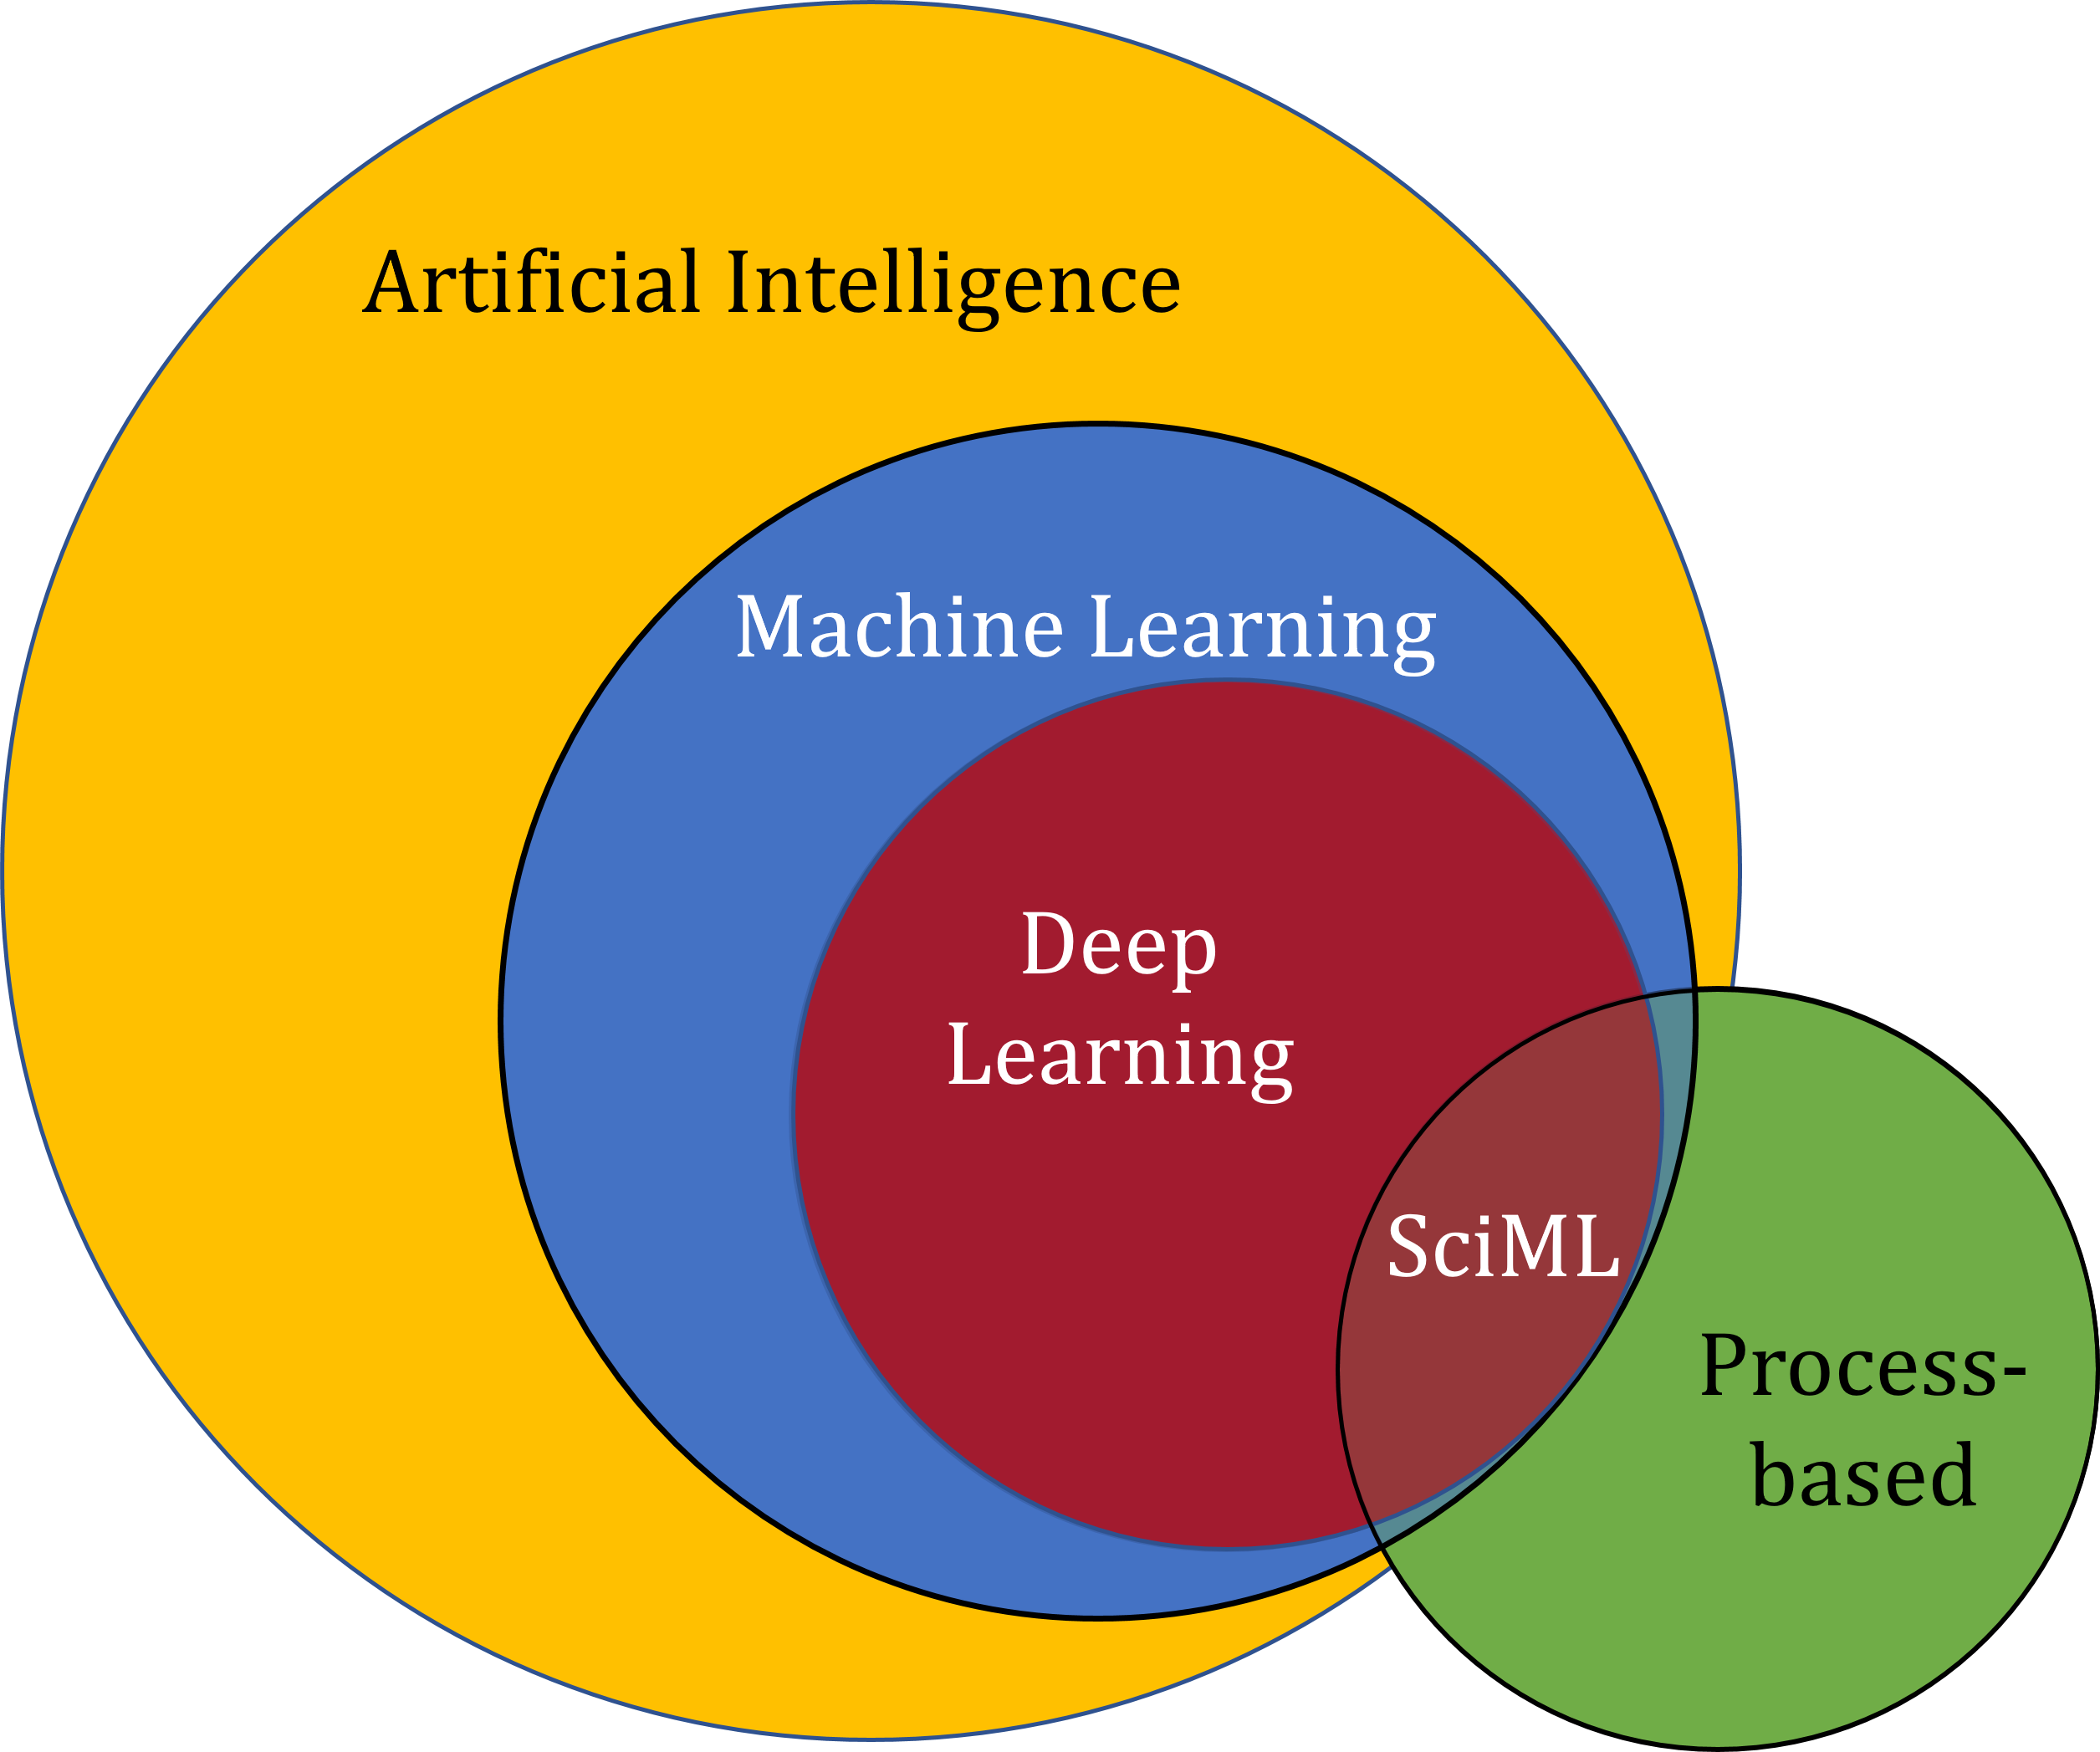 Artificial Intelligence
Machine Learning
Deep
Learning
SciML
Process-
based